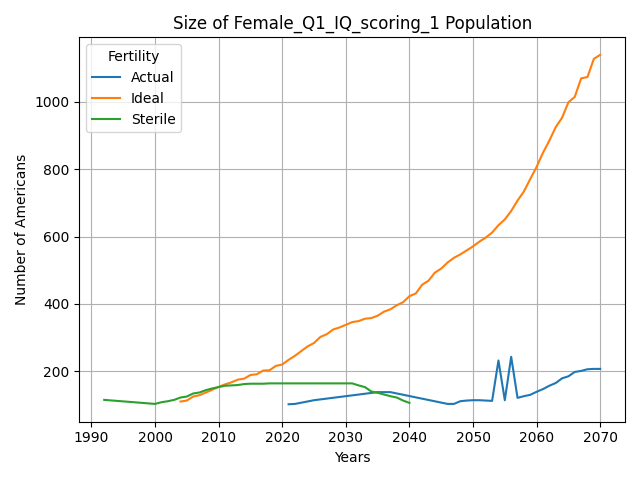 Size of Female_Q1_IQ_scoring_1 Population
Fertility
Actual
Ideal
Sterile
Number of Americans
1000
800
600
400
200
1990 2000 2010 2020 2030 2040 2050 2060 2070
Years